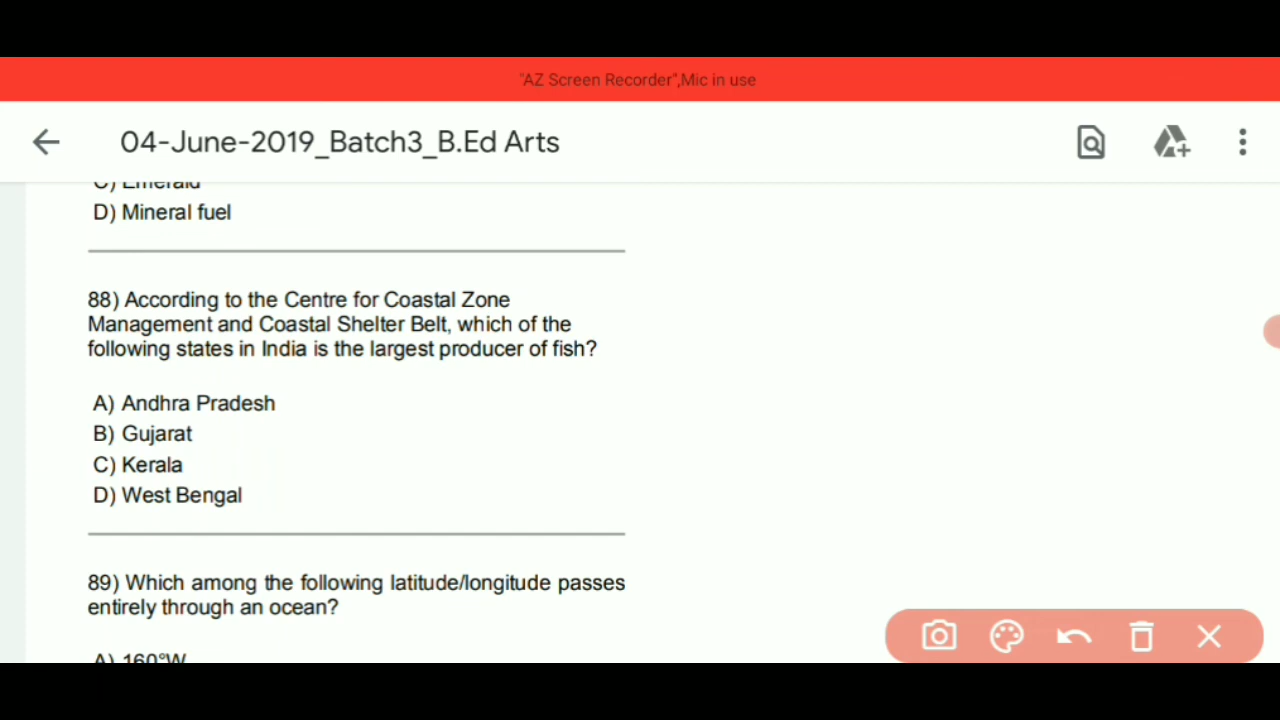 "AZ Screen Recorder",Mic in use
04-June-2019_Batch3_B.Ed Arts
C) Emerald
D) Mineral fuel
88) According to the Centre for Coastal Zone
Management and Coastal Shelter Belt, which of the
following states in India is the largest producer of fish?
A) Andhra Pradesh
B) Gujarat
C) Kerala
D) West Bengal
89) Which among the following latitude/longitude passes
entirely through an ocean?
A) 160°W